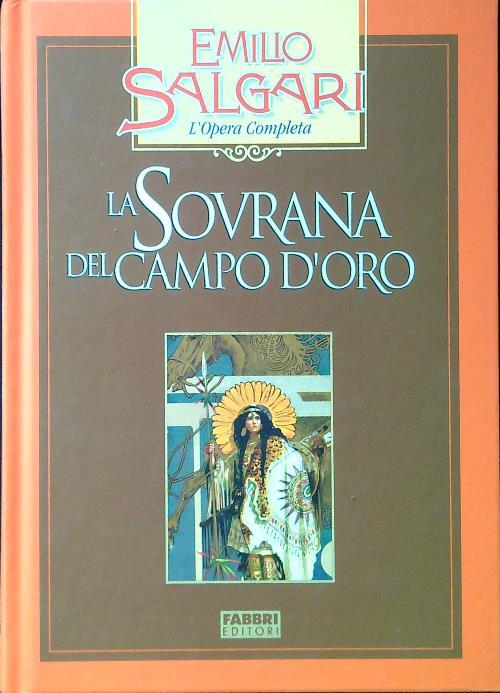 EMILIO
SALGARI
L'Opera Completa
LA SOVRANA
DEL CAMPO D'ORO
FABBRI
EDITORI